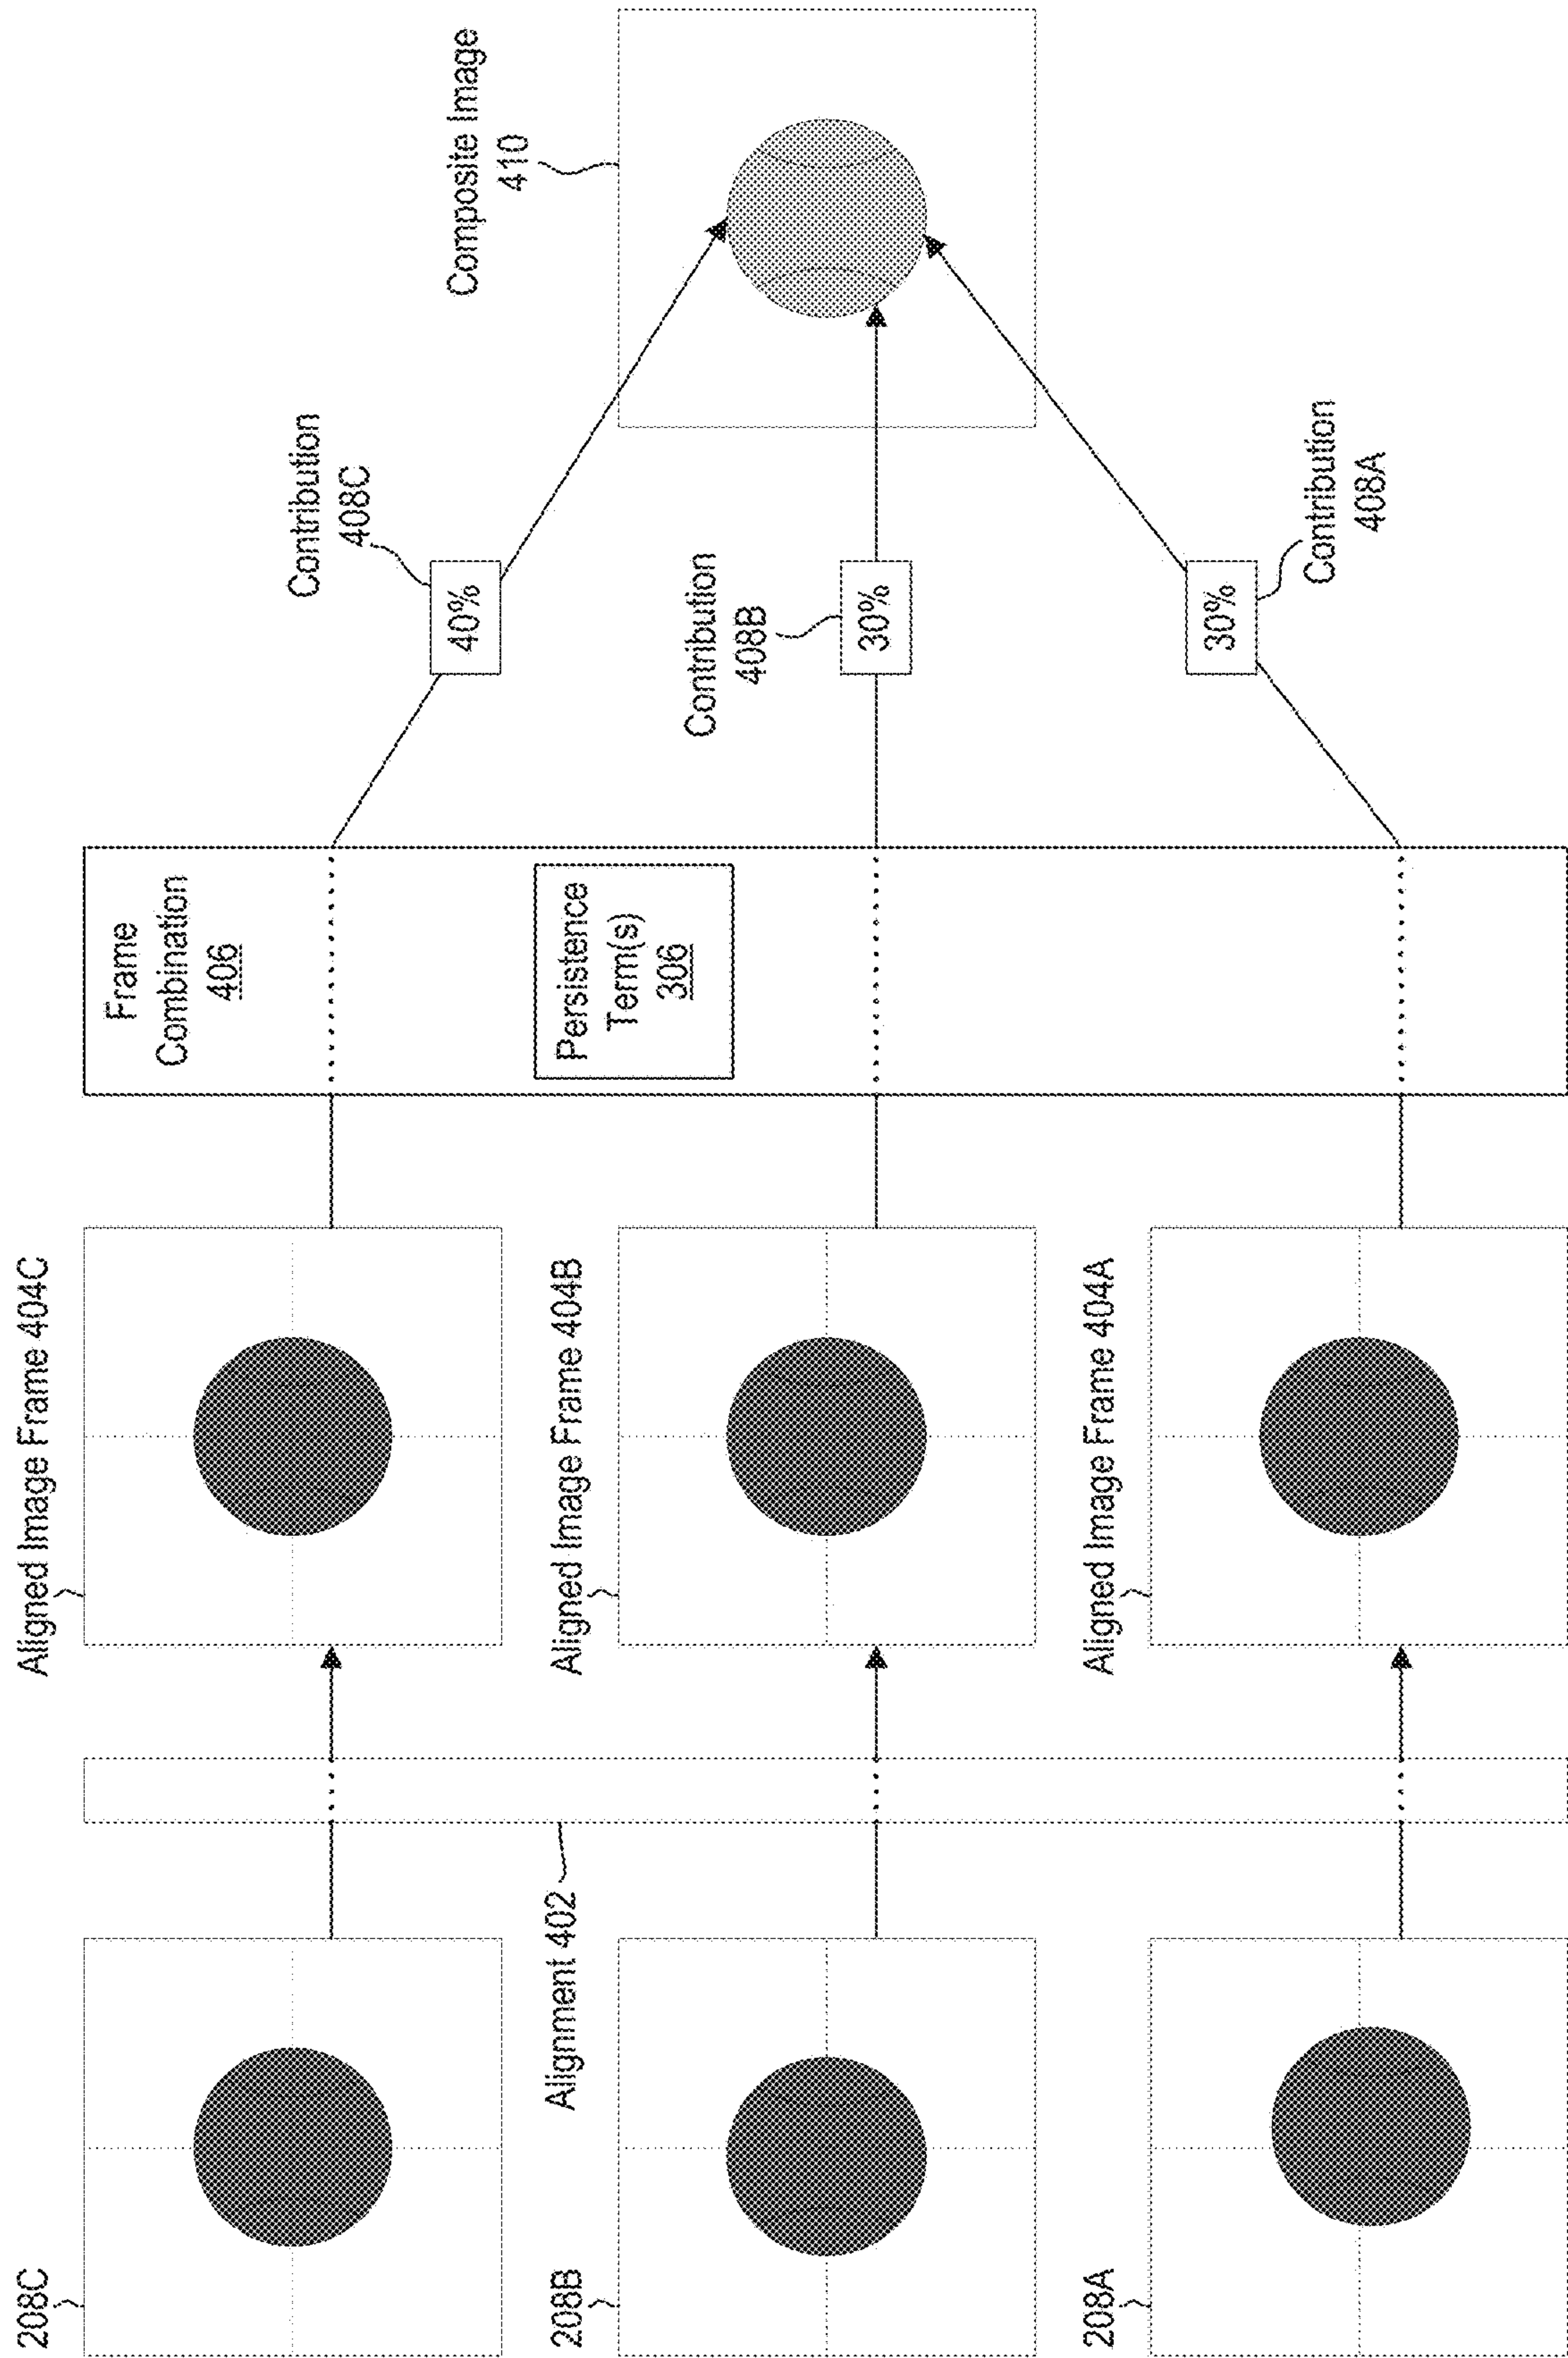 208C
208B
208A
Alignment 402
Aligned Image Frame 404C
Aligned Image Frame 404B
Aligned Image Frame 404A
Frame
Combination
406
Persistence
Term(s)
306
Contribution
408C
40%
Contribution
408B
30%
30%
Contribution
408A
Composite Image
410